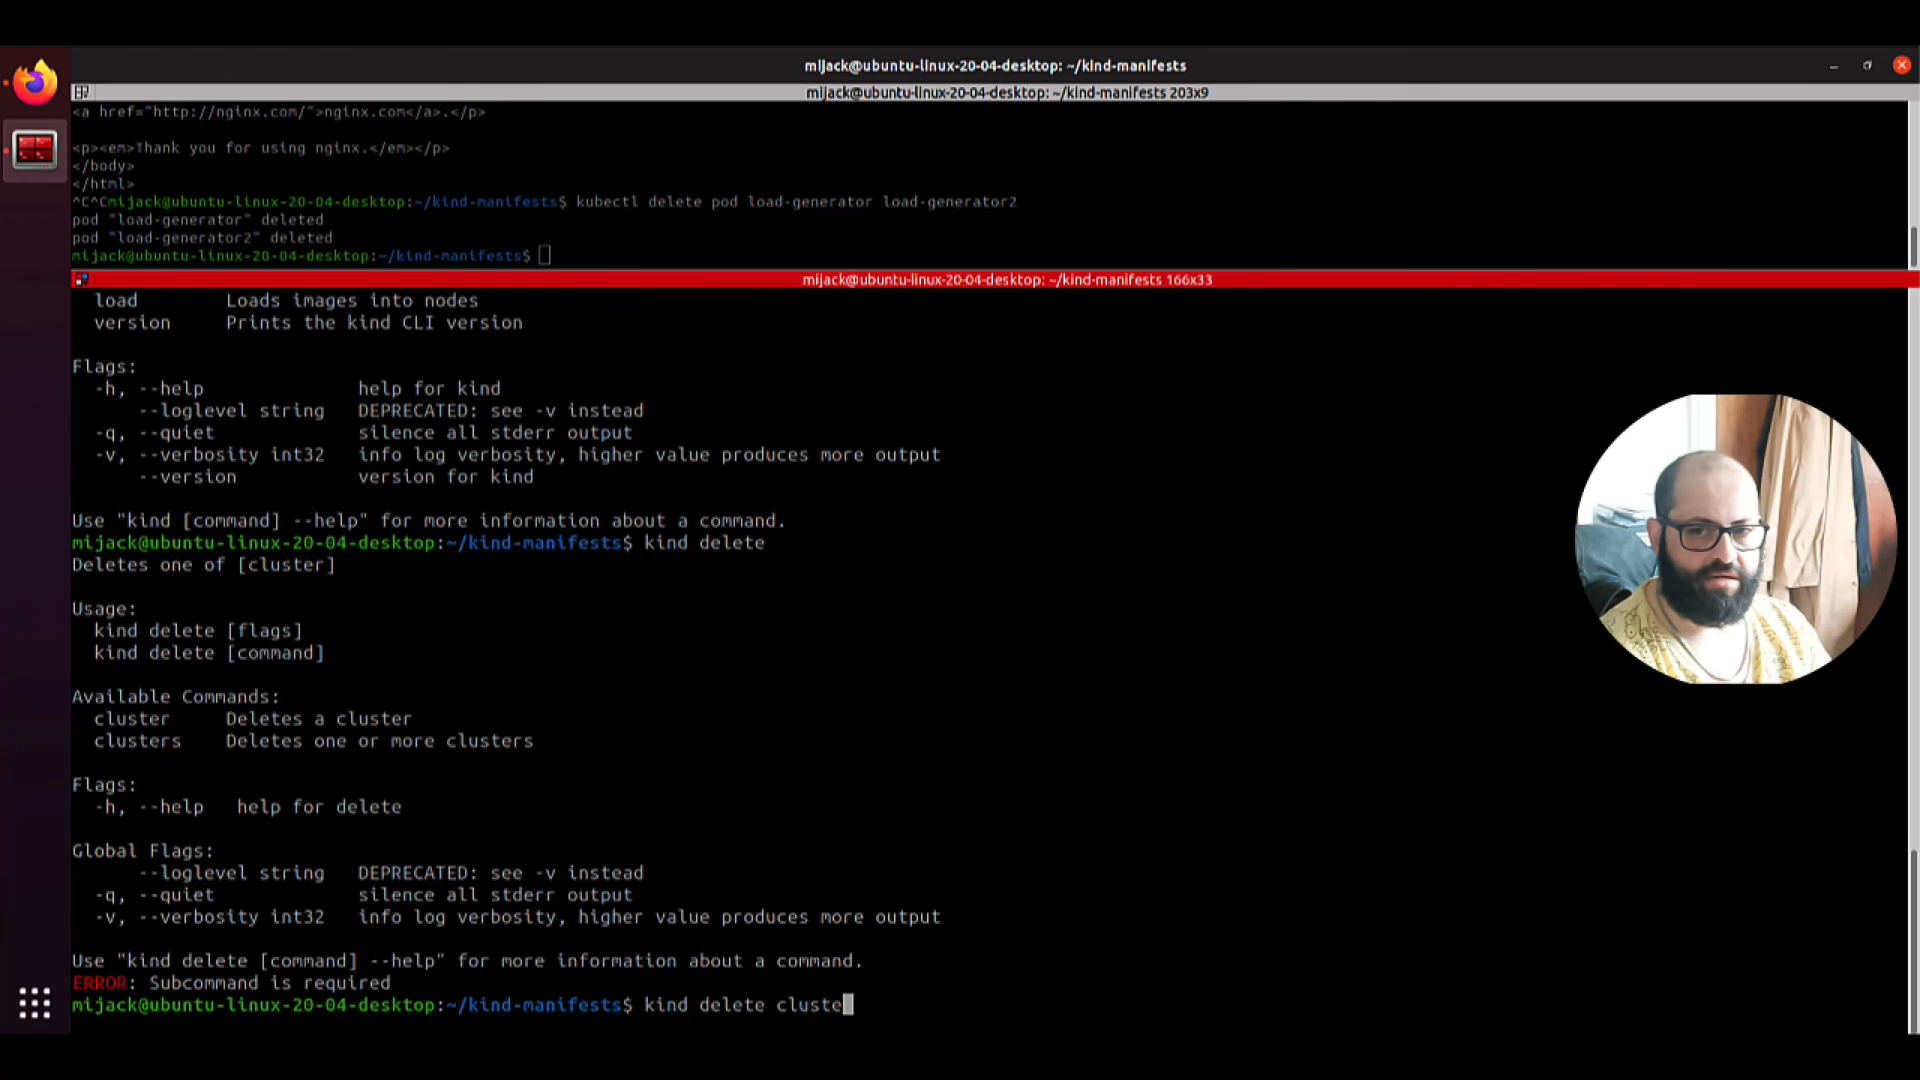 mijack@ubuntu-linux-20-04-desktop: ~/kind-manifests
mijack@ubuntu-linux-20-04-desktop: ~/kind-manifests 203x9
<a href="http://nginx.com/">nginx.com</a>.</p>
<p><em>Thank you for using nginx.</em></p>
</body>
</html>
^C^Cmijack@ubuntu-linux-20-04-desktop:~/kind-manifests$ kubectl delete pod load-generator load-generator2
pod "load-generator" deleted
pod "load-generator2" deleted
mijack@ubuntu-linux-20-04-desktop:~/kind-manifests$
mijack@ubuntu-linux-20-04-desktop: ~/kind-manifests 166x33
load Loads images into nodes
version Prints the kind CLI version
Flags:
-h, --help help for kind
--loglevel string DEPRECATED: see -v instead
-q, --quiet silence all stderr output
-v, --verbosity int32 info log verbosity, higher value produces more output
--version version for kind
Use "kind [command] --help" for more information about a command.
mijack@ubuntu-linux-20-04-desktop:~/kind-manifests$ kind delete
Deletes one of [cluster]
Usage:
kind delete [flags]
kind delete [command]
Available Commands:
cluster Deletes a cluster
clusters Deletes one or more clusters
Flags:
-h, --help help for delete
Global Flags:
--loglevel string DEPRECATED: see -v instead
-q, --quiet silence all stderr output
-v, --verbosity int32 info log verbosity, higher value produces more output
Use "kind delete [command] --help" for more information about a command.
ERROR: Subcommand is required
mijack@ubuntu-linux-20-04-desktop:~/kind-manifests$ kind delete cluste